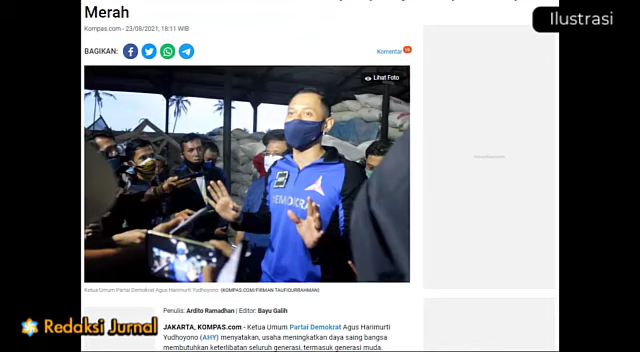 Merah
Ilustrasi
Kompas.com - 23/08/2021, 18:11 WIB
BAGIKAN:
Komentar
Lihat Foto
DEMOKRA
Ketua Umum Partai Demokrat Agus Harimurti Yudhoyono (KOMPAS.COM/FIRMAN TAUFIQURRAHMAN)
Penulis: Ardito Ramadhan | Editor: Bayu Galih
JAKARTA, KOMPAS.com - Ketua Umum Partai Demokrat Agus Harimurti
Yudhoyono (AHY) menyatakan, usaha meningkatkan daya saing bangsa
membutuhkan keterlibatan seluruh generasi, termasuk generasi muda.
Redaksi Jurnal